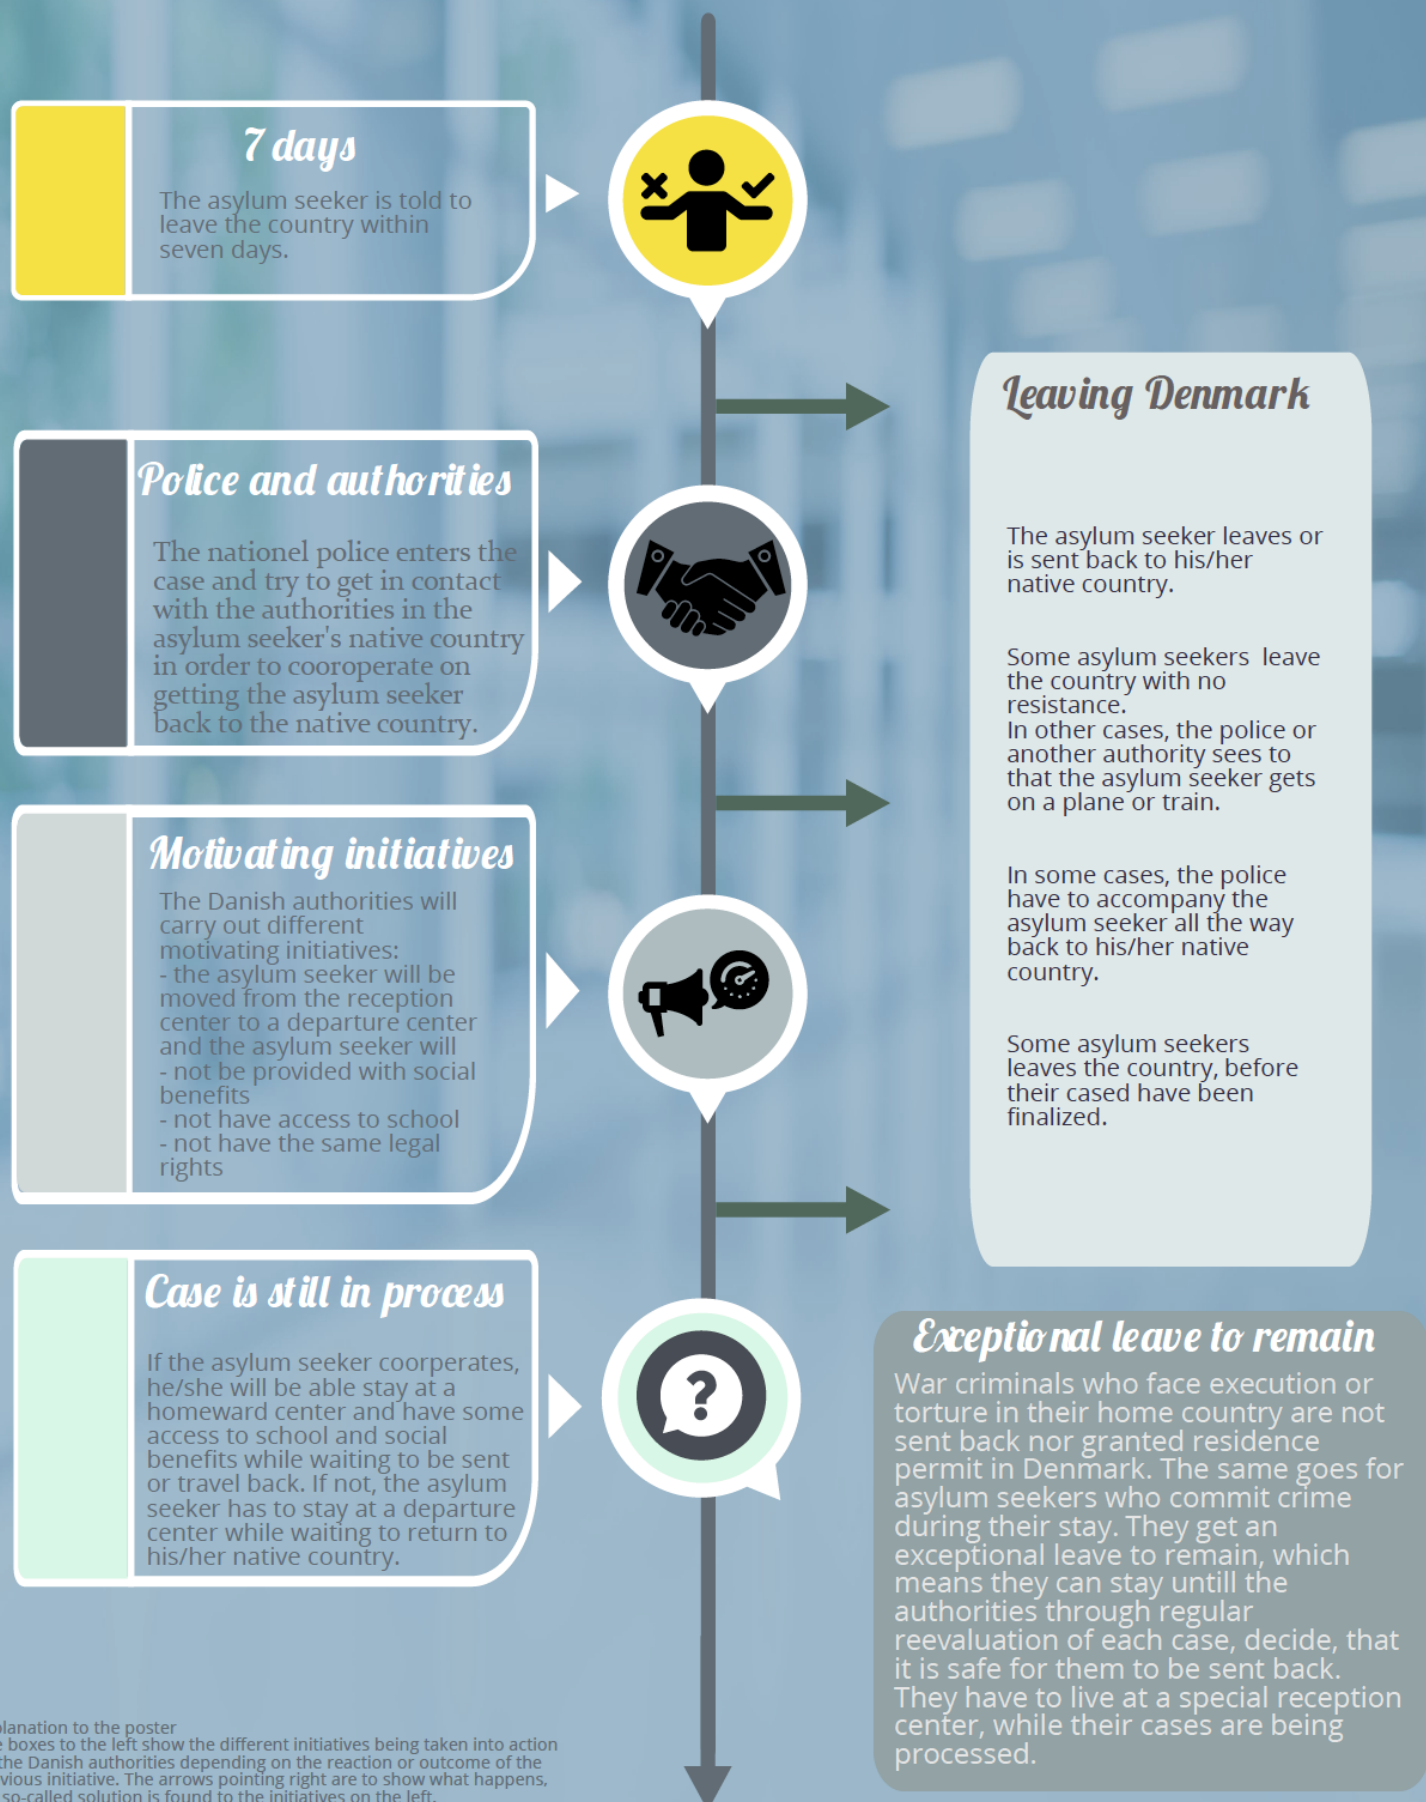 7 days
The asylum seeker is told to
leave the country within
seven days.
Police and authorities
The nationel police enters the
case and try to get in contact
with the authorities in the
asylum seeker's native country
in order to cooroperate on
getting the asylum seeker
back to the native country.
Motivating initiatives
The Danish authorities will
carry out different
motivating initiatives:
- the asylum seeker will be
moved from the reception
center to a departure center
and the asylum seeker will
- not be provided with social
benefits
- not have access to school
- not have the same legal
rights
Case is still in process
If the asylum seeker coorperates,
he/she will be able stay at a
homeward center and have some
access to school and social
benefits while waiting to be sent
or travel back. If not, the asylum
seeker has to stay at a departure
center while waiting to return to
his/her native country.
Leaving Denmark
The asylum seeker leaves or
is sent back to his/her
native country.
Some asylum seekers leave
the country with no
resistance.
In other cases, the police or
another authority sees to
that the asylum seeker gets
on a plane or train.
In some cases, the police
have to accompany the
asylum seeker all the way
back to his/her native
country.
Some asylum seekers
leaves the country, before
their cased have been
finalized.
Exceptional leave to remain
War criminals who face execution or
torture in their home country are not
sent back nor granted residence
permit in Denmark. The same goes for
asylum seekers who commit crime
during their stay. They get an
exceptional leave to remain, which
means they can stay untill the
authorities through regular
reevaluation of each case, decide, that
it is safe for them to be sent back.
They have to live at a special reception
center, while their cases are being
processed.
lanation to the poster
e boxes to the left show the different initiatives being taken into action
the Danish authorities depending on the reaction or outcome of the
vious initiative. The arrows pointing right are to show what happens,
so-called solution is found to the initiatives on the left.